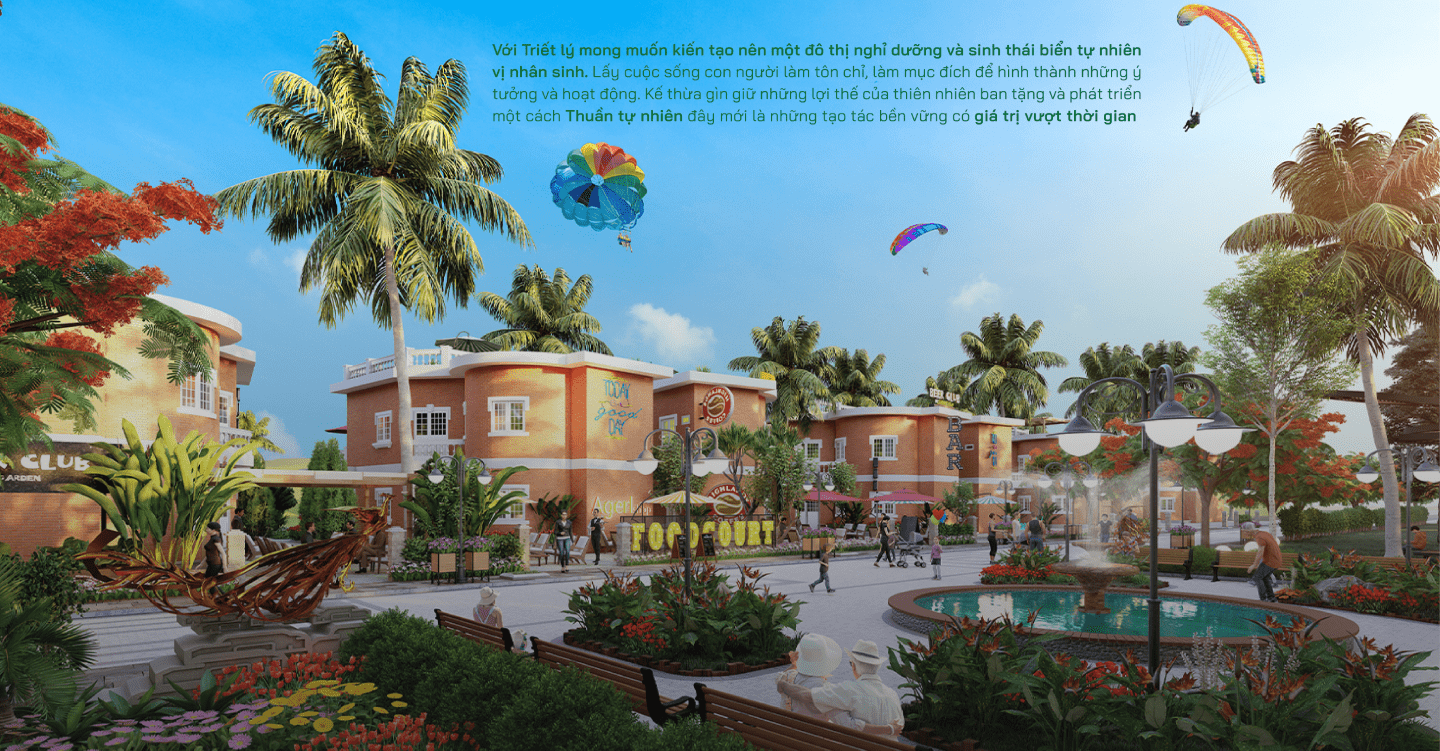 Với Triết lý mong muốn kiến tạo nên một đô thị nghỉ dưỡng và sinh thái biển tự nhiên
vị nhân sinh. Lấy cuộc sống con người làm tôn chỉ, làm mục đích để hình thành những ý
tưởng và hoạt động. Kế thừa gìn giữ những lợi thế của thiên nhiên ban tặng và phát triển
một cách Thuần tự nhiên đây mới là những tạo tác bền vững có giá trị vượt thời gian
TODAY
good
DAY
BEER CLUB
BA-
R
CLUB
GARDEN
FOODCOURT